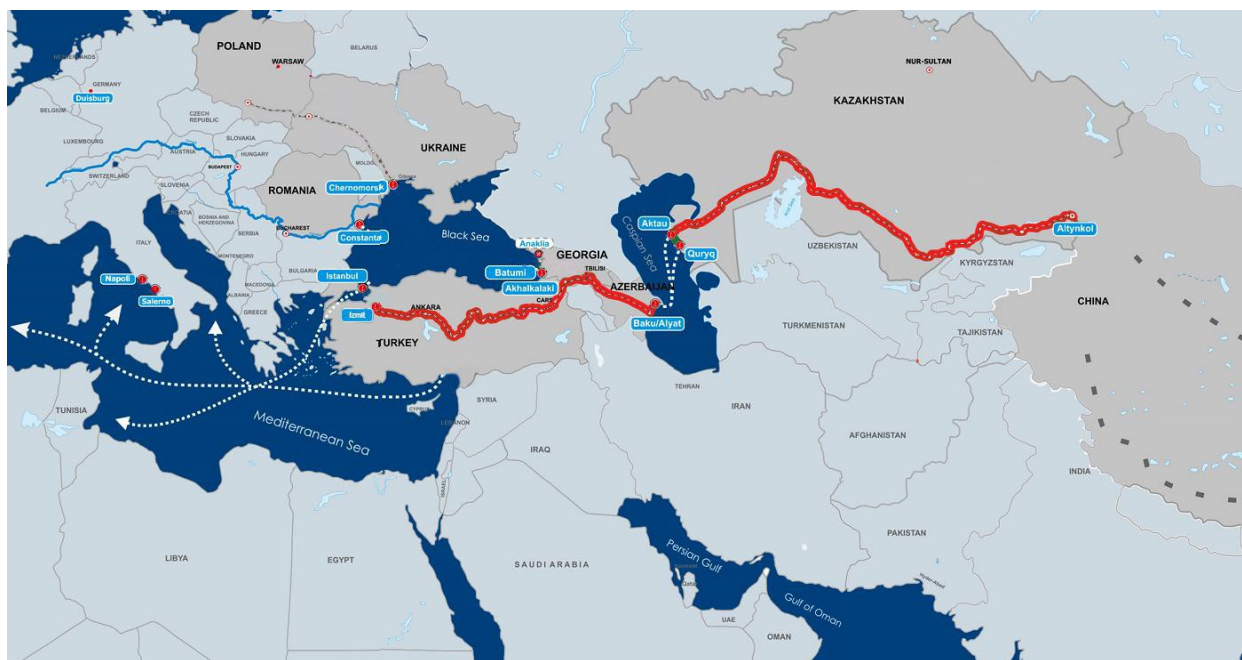 POLAND
WARSAW
BELARUS
NETHERLANDS
GERMANY
Duisburg
BELGIUM
LUXEMBOURG
CZECH
REPUBLIC
SLOVAKIA
AUSTRIA
HUNGARY
BUDAPEST
SWITZERLAND
SLOVENIA
CROATIA
BOSNIA AND
HERZEGOVINA
SERBIA
MONTENEGRO
ITALY
ALBANIA
MACEDONIA
BULGARIA
GREECE
UKRAINE
ROMANIA
BUCHAREST
Chernomorsk
Constanta
Istanbul
Izmit
Napoli
Salerno
Black Sea
Anaklia
Batumi
GEORGIA
TBILISI
Akhalkalaki
AZERBAIJAN
ANKARA
TURKEY
Baku/Alyat
Caspian Sea
Aktau
Quryq
NUR-SULTAN
KAZAKHSTAN
Aral Sea
UZBEKISTAN
Altynkol
KYRGYZSTAN
CHINA
TURKMENISTAN
TAJIKISTAN
TEHRAN
IRAN
AFGHANISTAN
INDIA
PAKISTAN
TUNISIA
Mediterranean Sea
CYPRUS
SYRIA
LEBANON
ISRAEL
IRAQ
LIBYA
EGYPT
SAUDI ARABIA
Persian Gulf
Qatar
UAE
Gulf of Oman
OMAN